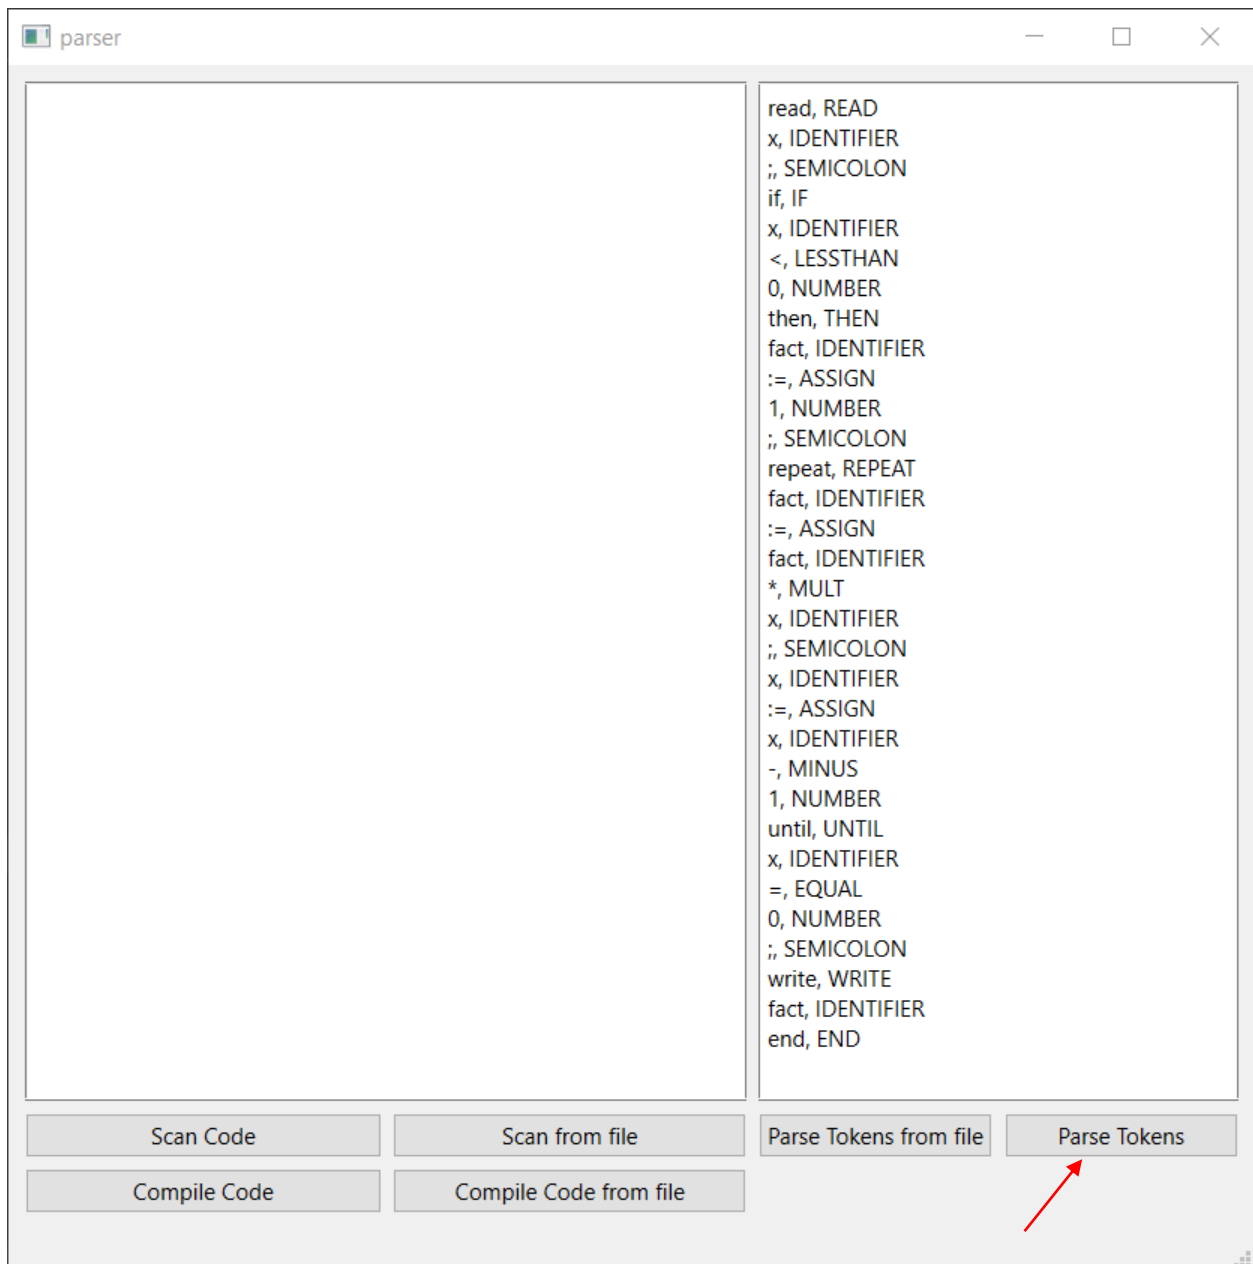 parser
read, READ
x, IDENTIFIER
;, SEMICOLON
if, IF
x, IDENTIFIER
<, LESSTHAN
0, NUMBER
then, THEN
fact, IDENTIFIER
:=, ASSIGN
1, NUMBER
;, SEMICOLON
repeat, REPEAT
fact, IDENTIFIER
:=, ASSIGN
fact, IDENTIFIER
*, MULT
x, IDENTIFIER
;, SEMICOLON
x, IDENTIFIER
:=, ASSIGN
x, IDENTIFIER
-, MINUS
1, NUMBER
until, UNTIL
x, IDENTIFIER
=, EQUAL
0, NUMBER
;, SEMICOLON
write, WRITE
fact, IDENTIFIER
end, END
Scan Code Scan from file Parse Tokens from file Parse Tokens
Compile Code Compile Code from file